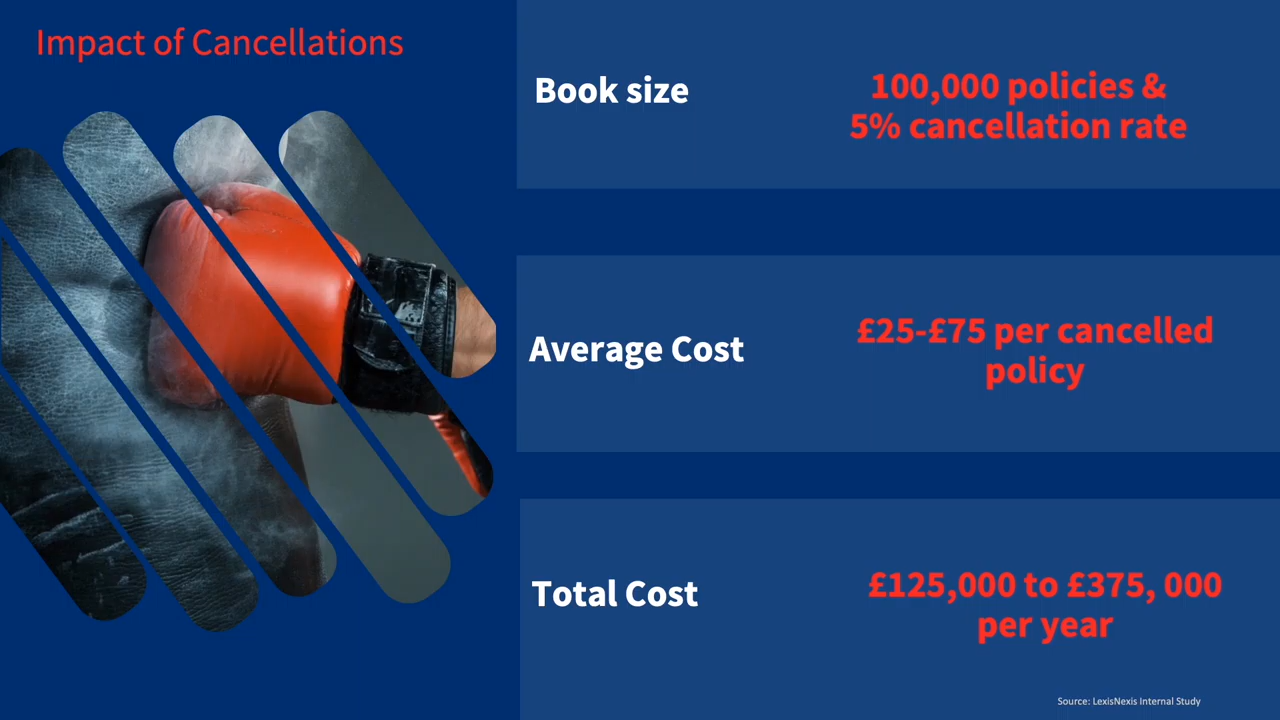 Impact of Cancellations
Book size
100,000 policies &
5% cancellation rate
Average Cost
£25-£75 per cancelled
policy
Total Cost
£125,000 to £375, 000
per year
Source: LexisNexis Internal Study